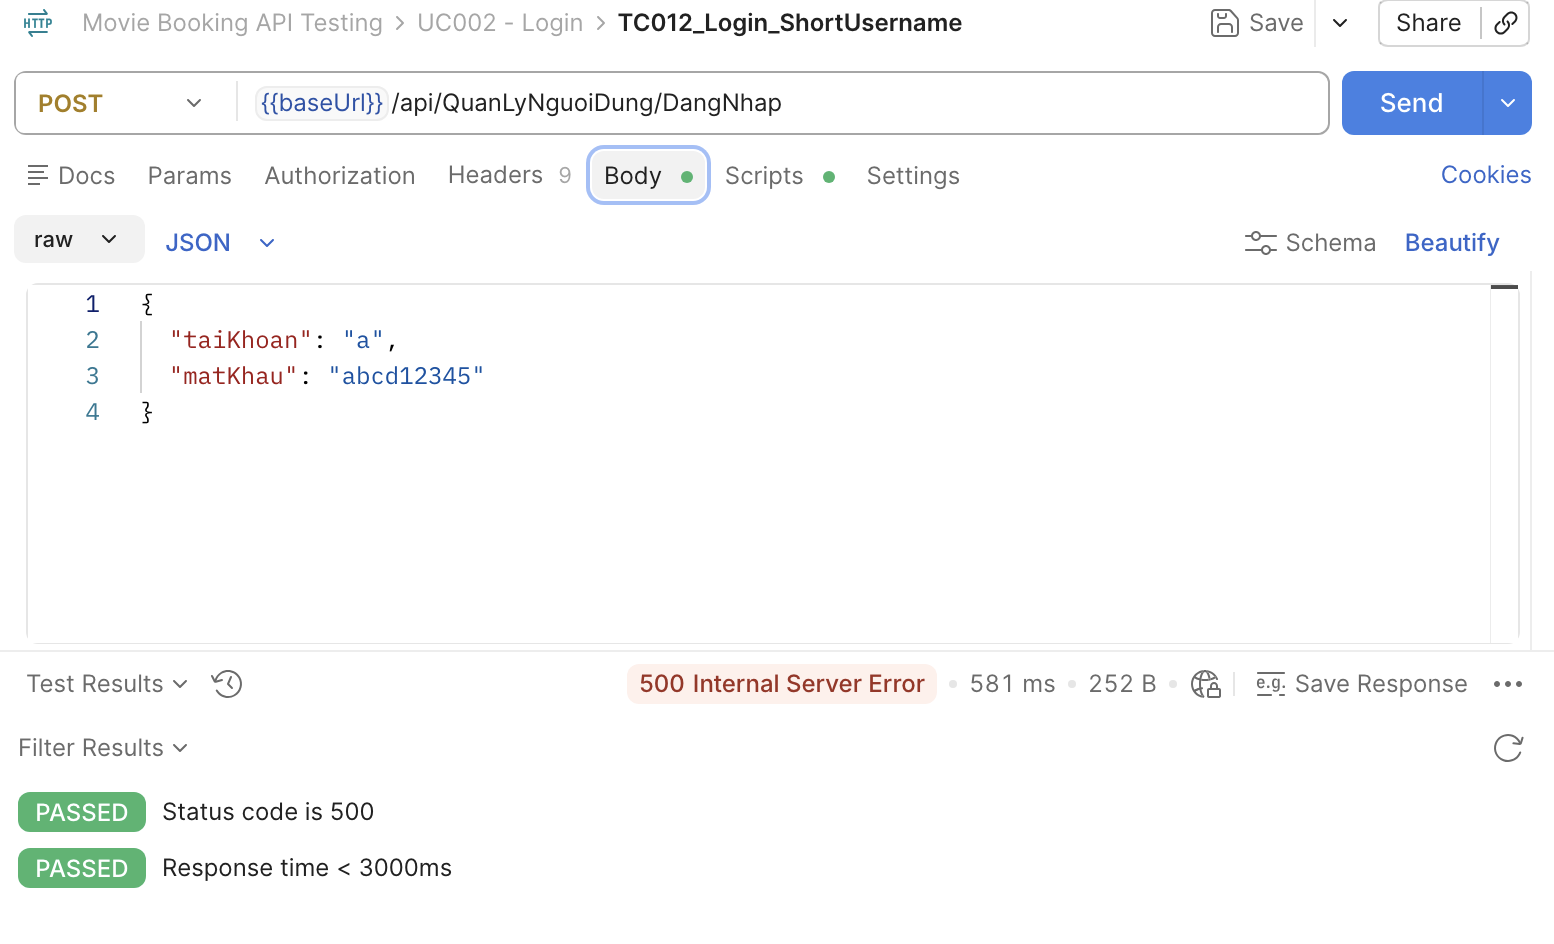 HTTP Movie Booking API Testing > UC002 - Login > TC012_Login_ShortUsername Save Share
POST {{baseUrl}} /api/QuanLyNguoiDung/DangNhap Send
Docs Params Authorization Headers 9 Body Scripts Settings Cookies
raw JSON Schema Beautify
1 {
2 "taiKhoan": "a",
3 "matKhau": "abcd12345"
4 }
Test Results 500 Internal Server Error 581 ms 252 B e.g. Save Response
Filter Results
PASSED Status code is 500
PASSED Response time < 3000ms